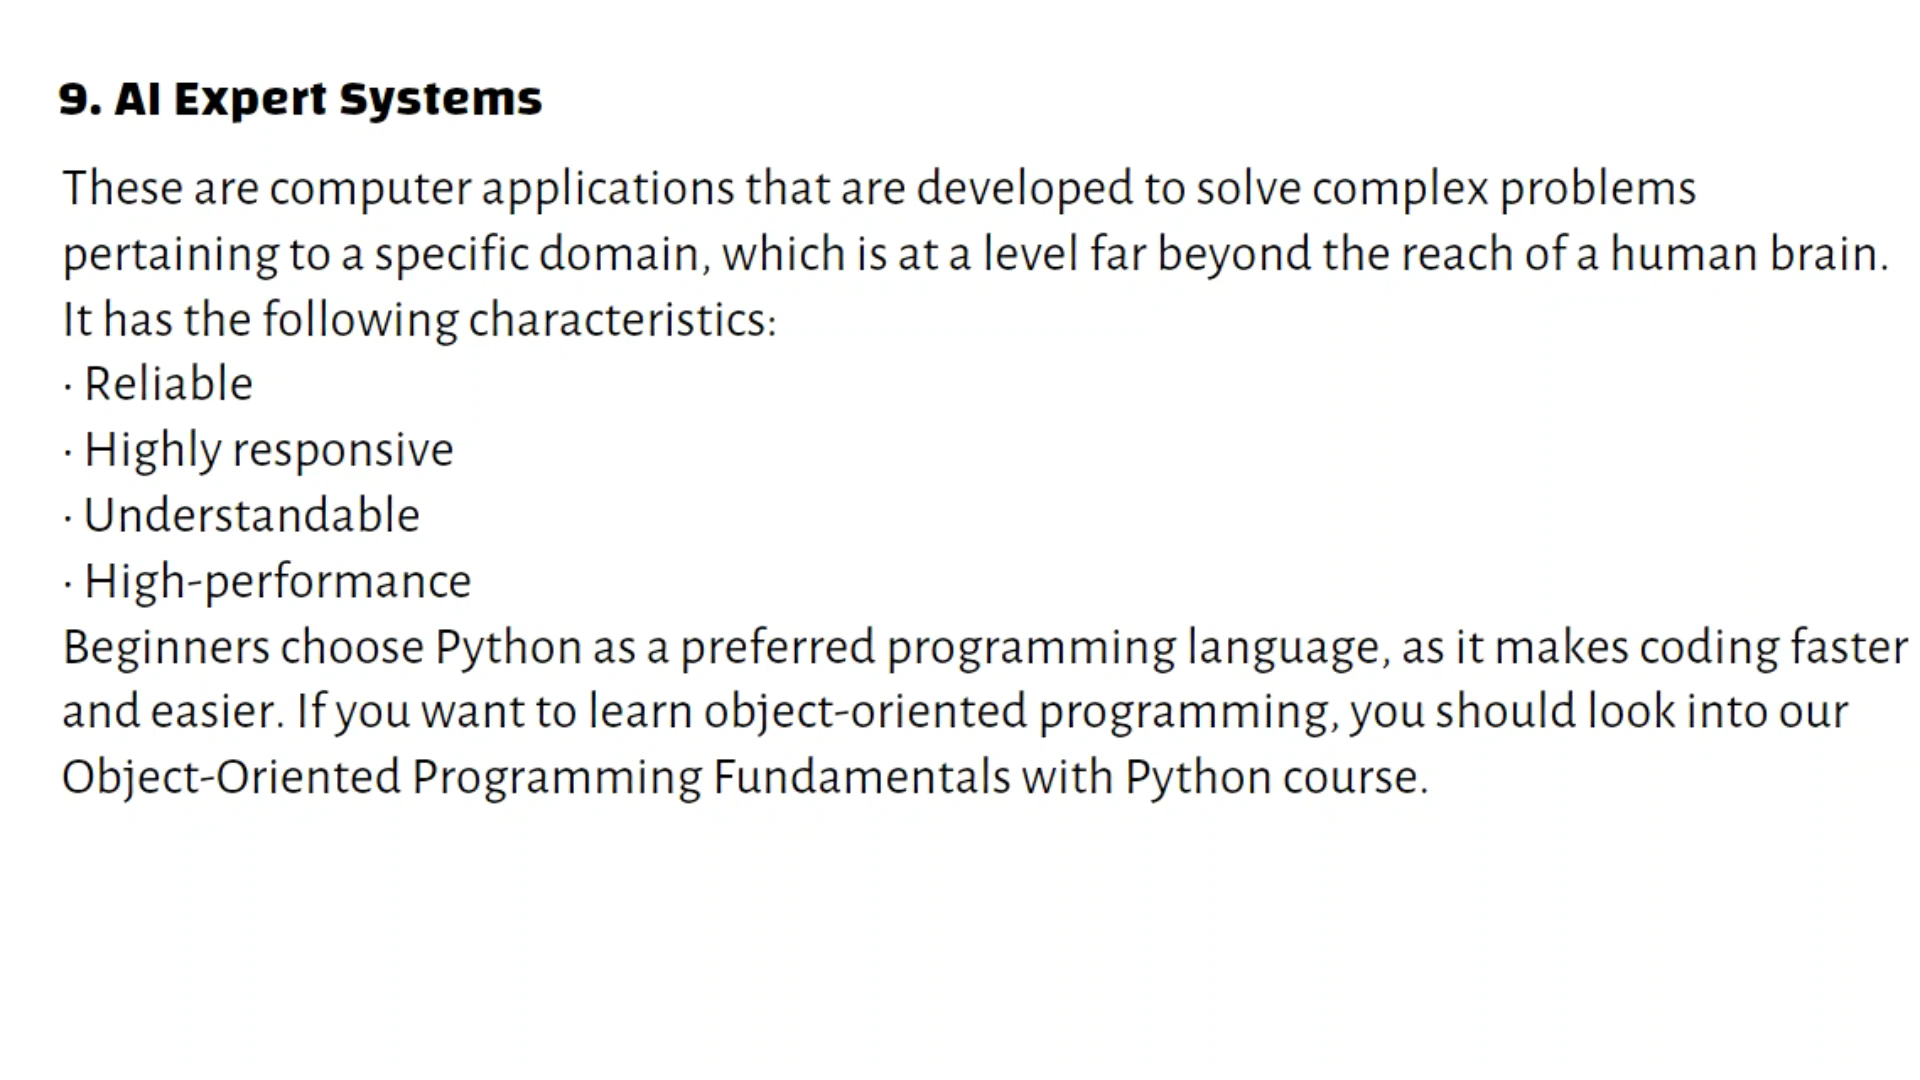 9. AI Expert Systems
These are computer applications that are developed to solve complex problems
pertaining to a specific domain, which is at a level far beyond the reach of a human brain.
It has the following characteristics:
· Reliable
· Highly responsive
· Understandable
· High-performance
Beginners choose Python as a preferred programming language, as it makes coding faster
and easier. If you want to learn object-oriented programming, you should look into our
Object-Oriented Programming Fundamentals with Python course.